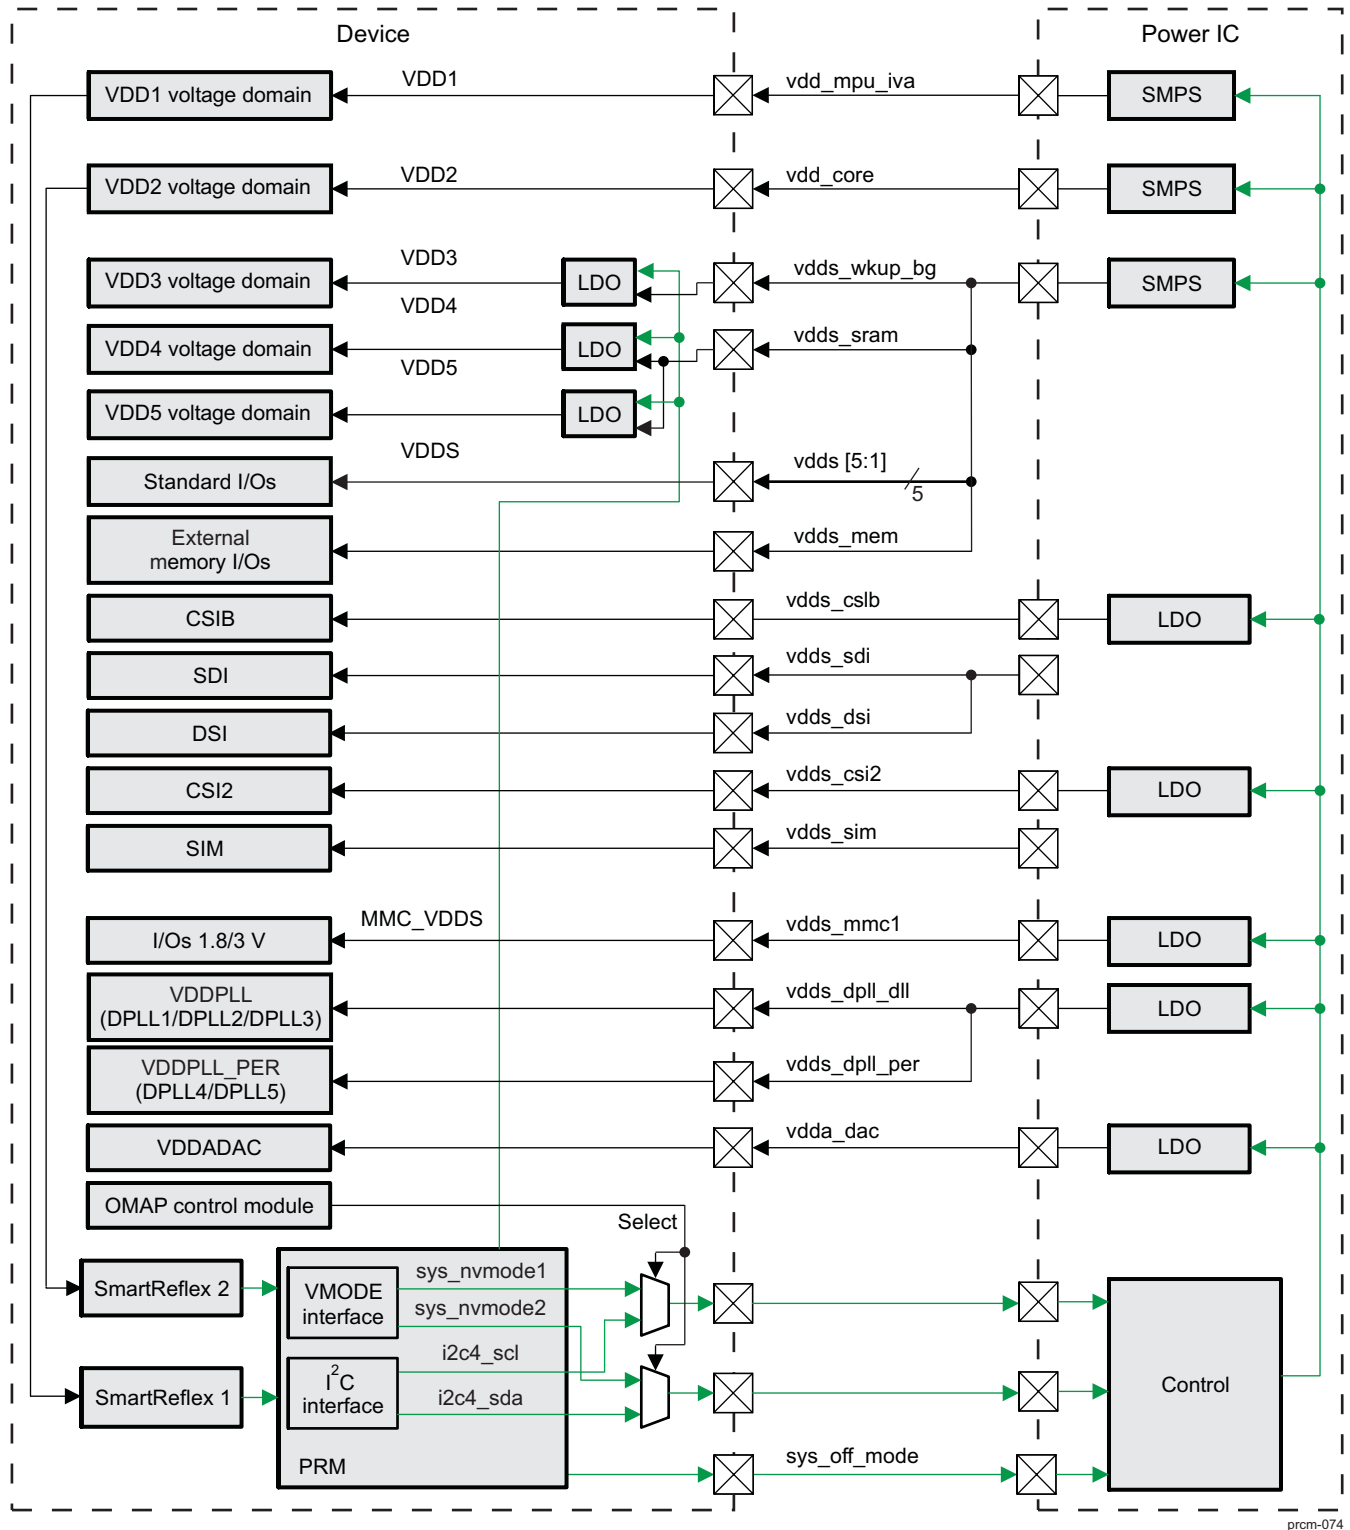 Device
Power IC
VDD1 voltage domain
VDD1
vdd_mpu_iva
SMPS
VDD2 voltage domain
VDD2
vdd_core
SMPS
VDD3 voltage domain
VDD3
LDO
vdds_wkup_bg
SMPS
VDD4
VDD4 voltage domain
LDO
vdds_sram
VDD5
VDD5 voltage domain
LDO
VDDS
Standard I/Os
vdds [5:1]
5
External
memory I/Os
vdds_mem
CSIB
vdds_cslb
LDO
SDI
vdds_sdi
DSI
vdds_dsi
CSI2
vdds_csi2
LDO
SIM
vdds_sim
I/Os 1.8/3 V
MMC_VDDS
vdds_mmc1
LDO
VDDPLL
(DPLL1/DPLL2/DPLL3)
vdds_dpll_dll
LDO
VDDPLL_PER
(DPLL4/DPLL5)
vdds_dpll_per
VDDADAC
vdda_dac
LDO
OMAP control module
Select
SmartReflex 2
VMODE
interface
sys_nvmode1
sys_nvmode2
SmartReflex 1
I2C
interface
i2c4_scl
i2c4_sda
Control
PRM
sys_off_mode
prcm-074